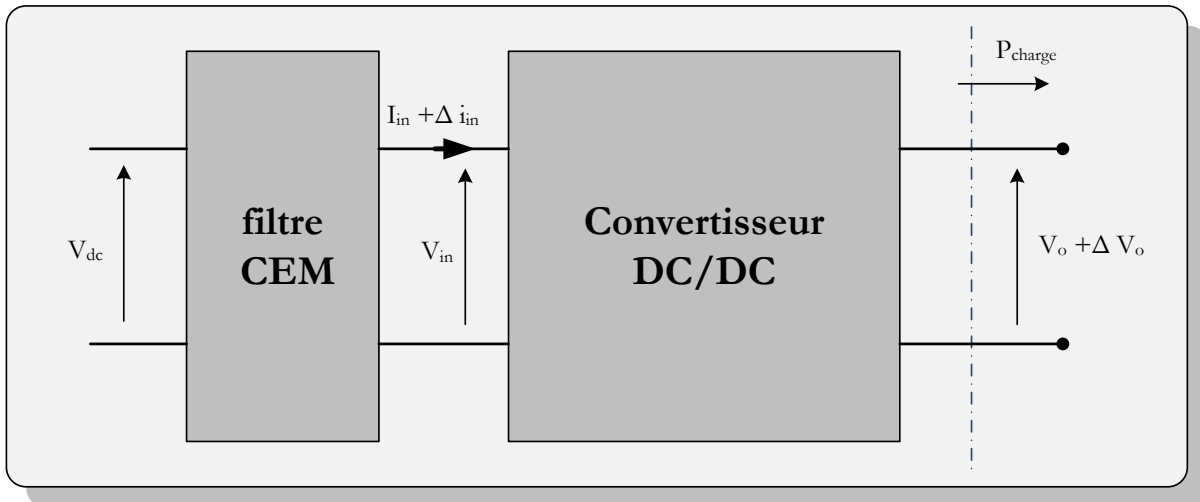 P_charge
I_in +Δ i_in
filtre
CEM
Convertisseur
DC/DC
V_dc
V_in
V_o +Δ V_o